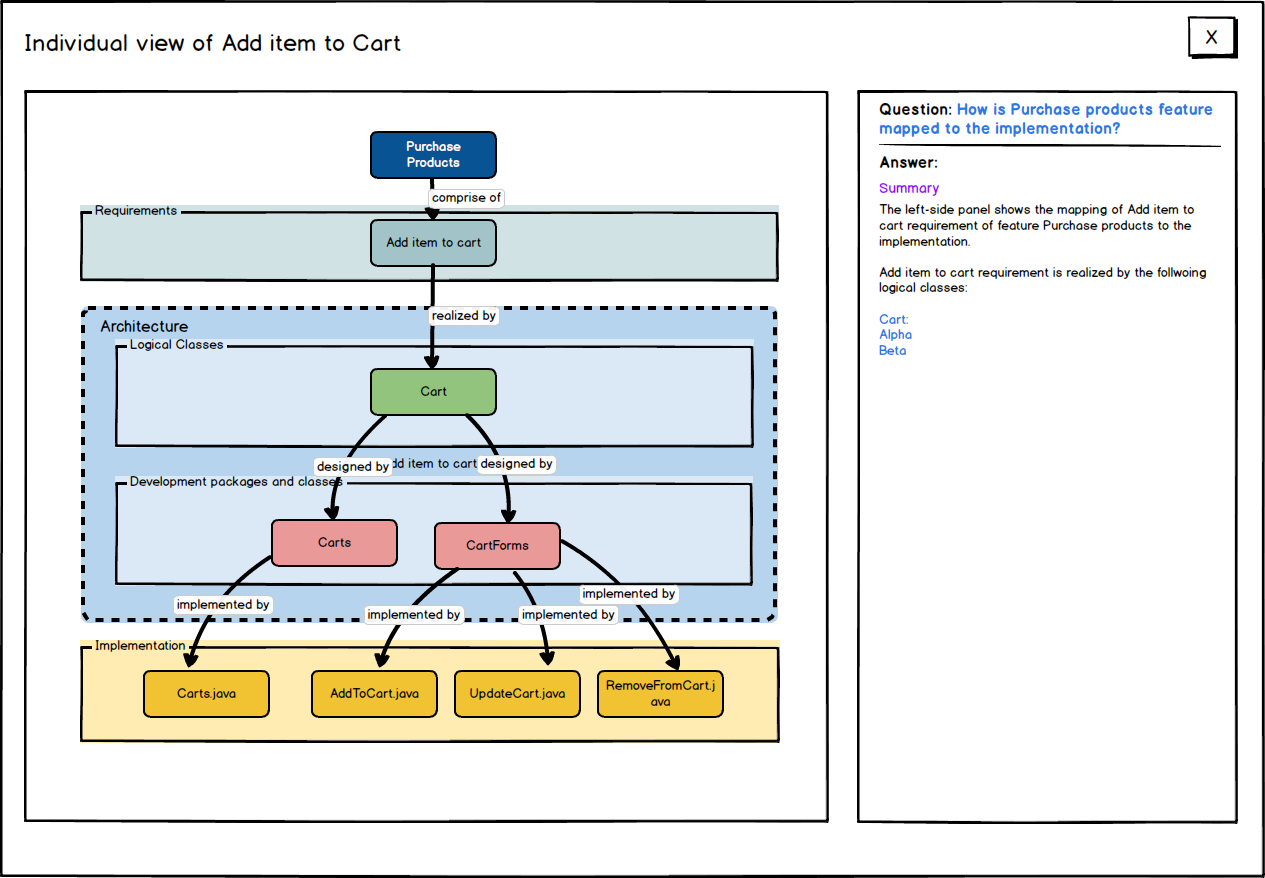 Individual view of Add item to Cart
X
Purchase
Products
comprise of
Requirements
Add item to cart
realized by
Architecture
Logical Classes
Cart
designed by
dd item to cart
designed by
Development packages and classes
Carts
CartForms
implemented by
implemented by
implemented by
implemented by
Implementation
Carts.java
AddToCart.java
UpdateCart.java
RemoveFromCart.j
ava
Question: How is Purchase products feature
mapped to the implementation?
Answer:
Summary
The left-side panel shows the mapping of Add item to
cart requirement of feature Purchase products to the
implementation.
Add item to cart requirement is realized by the follwoing
logical classes:
Cart:
Alpha
Beta